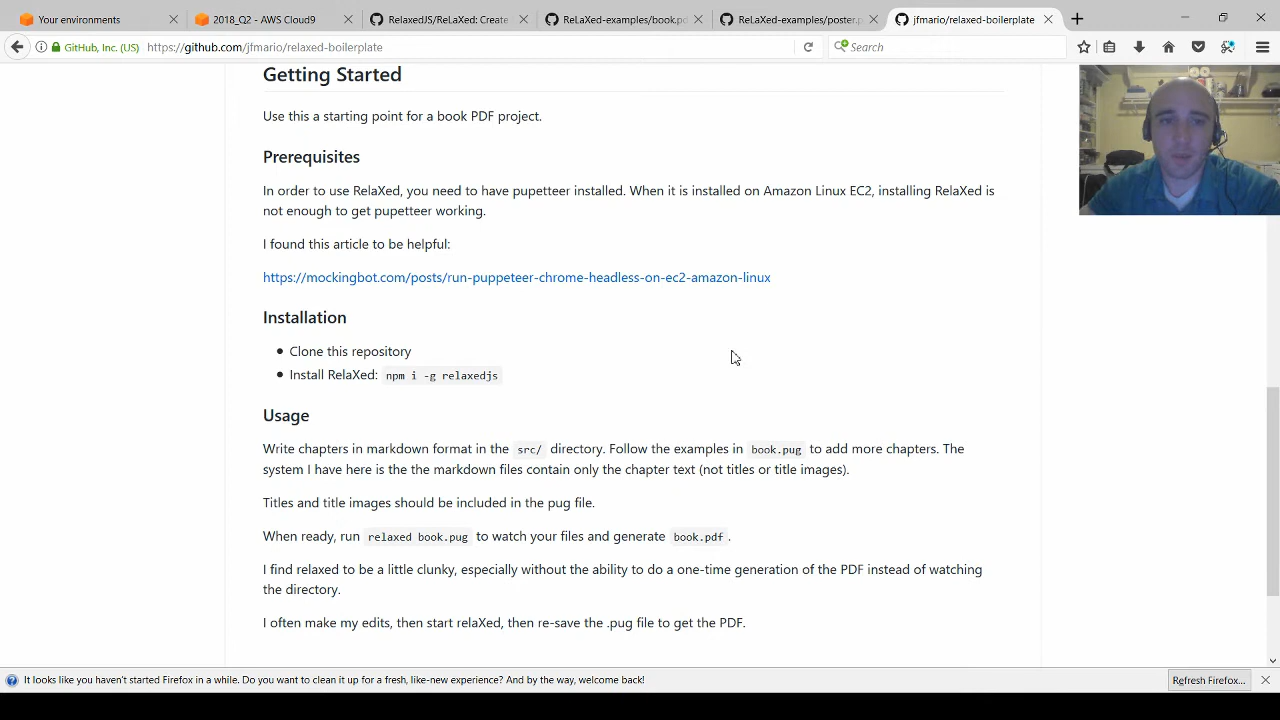 Your environments
2018_Q2 - AWS Cloud9
RelaxedJS/ReLaXed: Create
ReLaXed-examples/book.pu
ReLaXed-examples/poster.p
jfmario/relaxed-boilerplate
GitHub, Inc. (US)
https://github.com/jfmario/relaxed-boilerplate
Search
Getting Started
Use this a starting point for a book PDF project.
Prerequisites
In order to use RelaXed, you need to have pupetteer installed. When it is installed on Amazon Linux EC2, installing RelaXed is
not enough to get pupetteer working.
I found this article to be helpful:
https://mockingbot.com/posts/run-puppeteer-chrome-headless-on-ec2-amazon-linux
Installation
Clone this repository
Install RelaXed: npm i -g relaxedjs
Usage
Write chapters in markdown format in the src/ directory. Follow the examples in book.pug to add more chapters. The
system I have here is the the markdown files contain only the chapter text (not titles or title images).
Titles and title images should be included in the pug file.
When ready, run relaxed book.pug to watch your files and generate book.pdf .
I find relaxed to be a little clunky, especially without the ability to do a one-time generation of the PDF instead of watching
the directory.
I often make my edits, then start relaXed, then re-save the .pug file to get the PDF.
It looks like you haven't started Firefox in a while. Do you want to clean it up for a fresh, like-new experience? And by the way, welcome back!
Refresh Firefox...